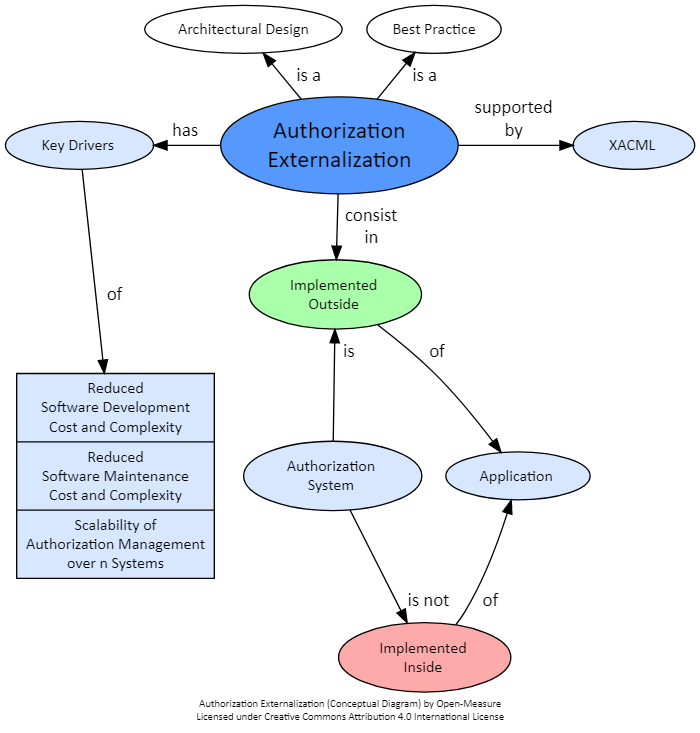 Architectural Design
Best Practice
is a
is a
supported
by
has
Authorization
Externalization
Key Drivers
XACML
consist
in
Implemented
Outside
of
is
of
Reduced
Software Development
Cost and Complexity
Reduced
Software Maintenance
Cost and Complexity
Scalability of
Authorization Management
over n Systems
Authorization
System
Application
is not
of
Implemented
Inside
Authorization Externalization (Conceptual Diagram) by Open-Measure
Licensed under Creative Commons Attribution 4.0 International License